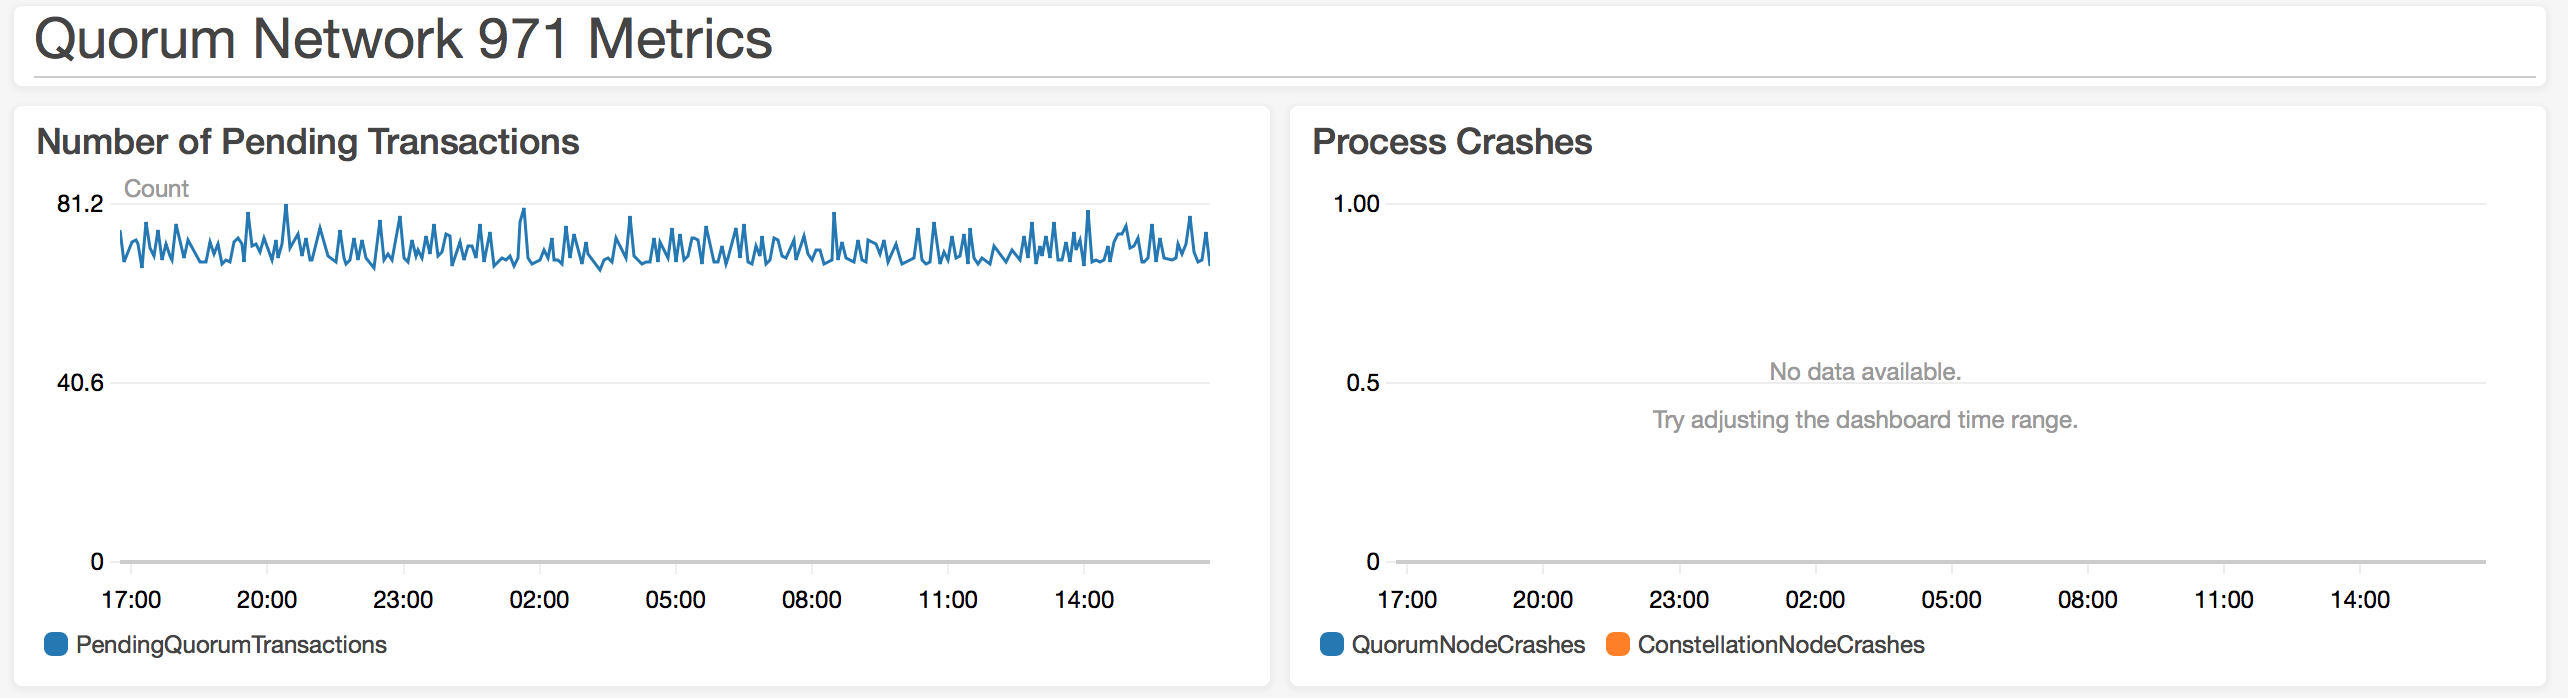 Quorum Network 971 Metrics
Number of Pending Transactions
Count
81.2
40.6
0
17:00 20:00 23:00 02:00 05:00 08:00 11:00 14:00
PendingQuorumTransactions
Process Crashes
1.00
0.5
0
No data available.
Try adjusting the dashboard time range.
17:00 20:00 23:00 02:00 05:00 08:00 11:00 14:00
QuorumNodeCrashes ConstellationNodeCrashes